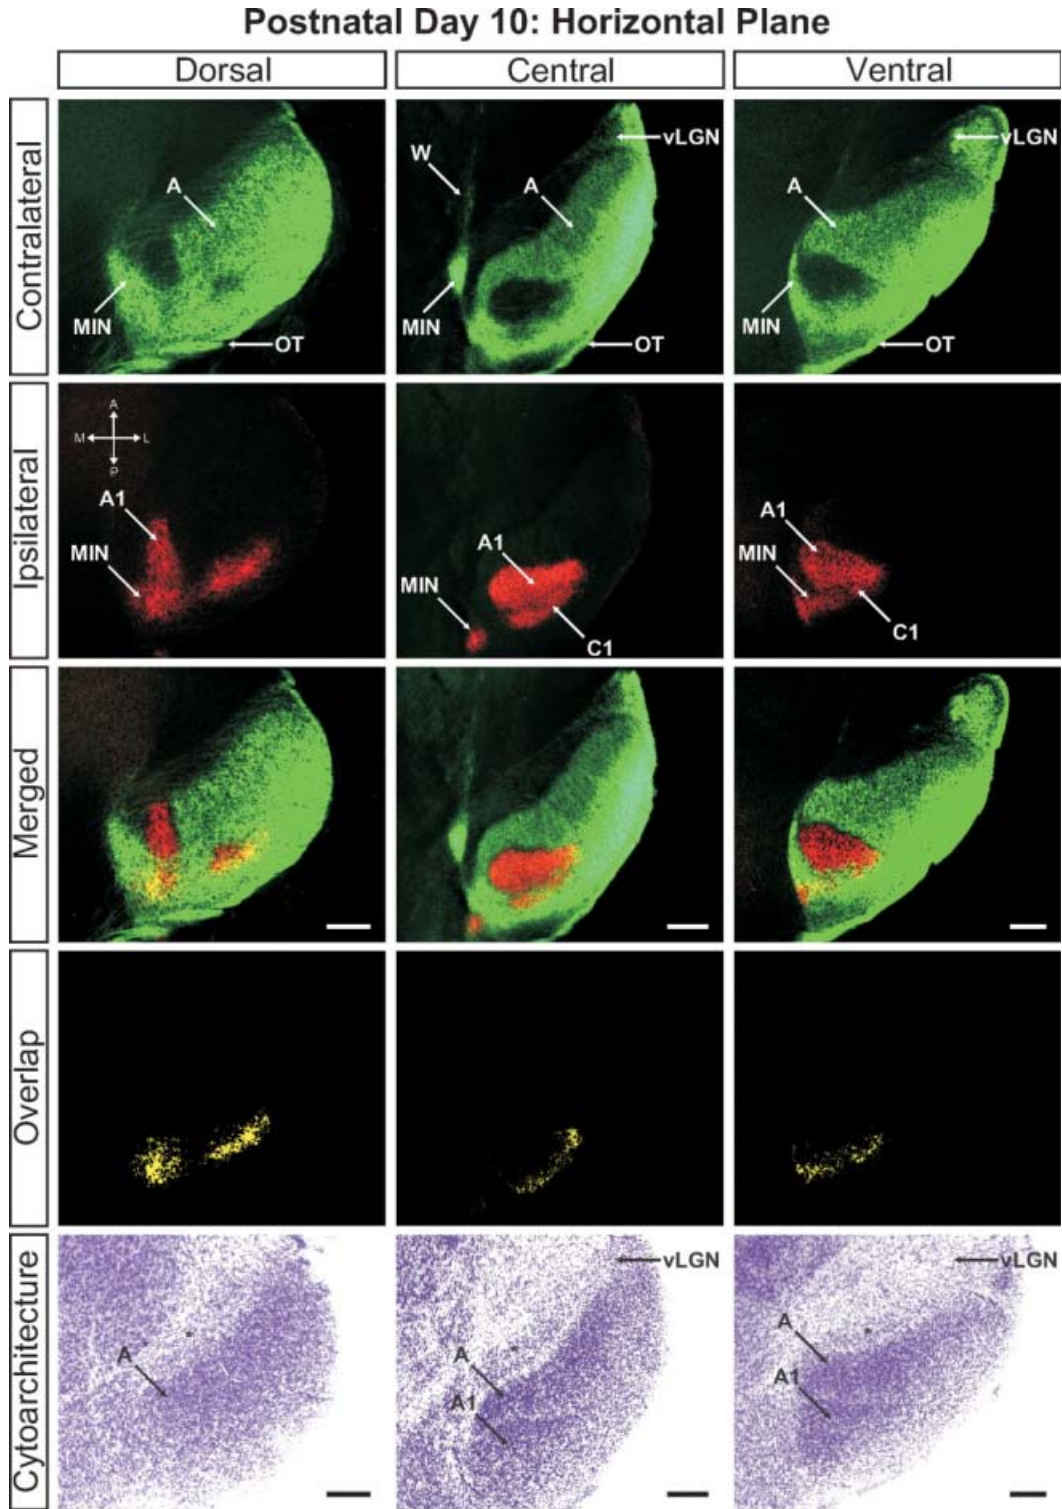 Postnatal Day 10: Horizontal Plane
Dorsal Central Ventral
Contralateral
A
MIN
OT
W
A
vLGN
MIN
OT
vLGN
A
MIN
OT
Ipsilateral
A
M L
P
A1
MIN
A1
MIN
C1
A1
MIN
C1
Merged
Overlap
Cytoarchitecture
*
A
vLGN
*
A
A1
vLGN
*
A
A1